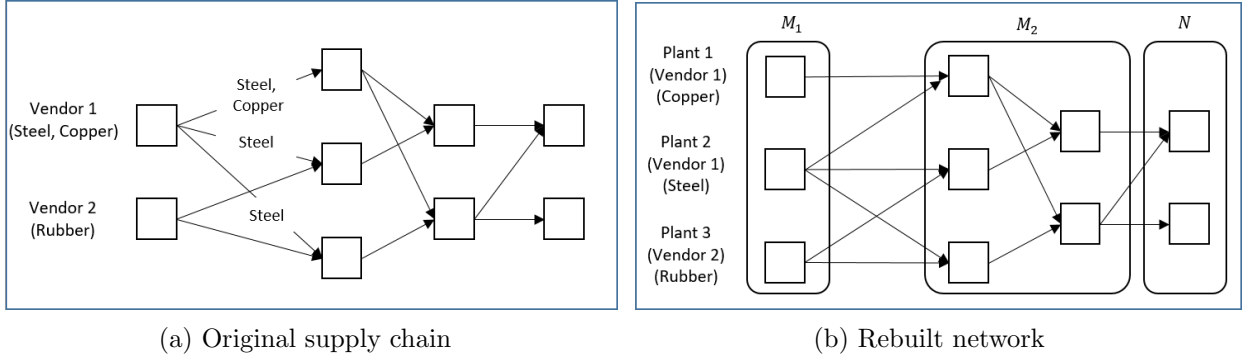 Vendor 1
(Steel, Copper)
Vendor 2
(Rubber)
Steel,
Copper
Steel
Steel
(a) Original supply chain
M₁
M₂
N
Plant 1
(Vendor 1)
(Copper)
Plant 2
(Vendor 1)
(Steel)
Plant 3
(Vendor 2)
(Rubber)
(b) Rebuilt network